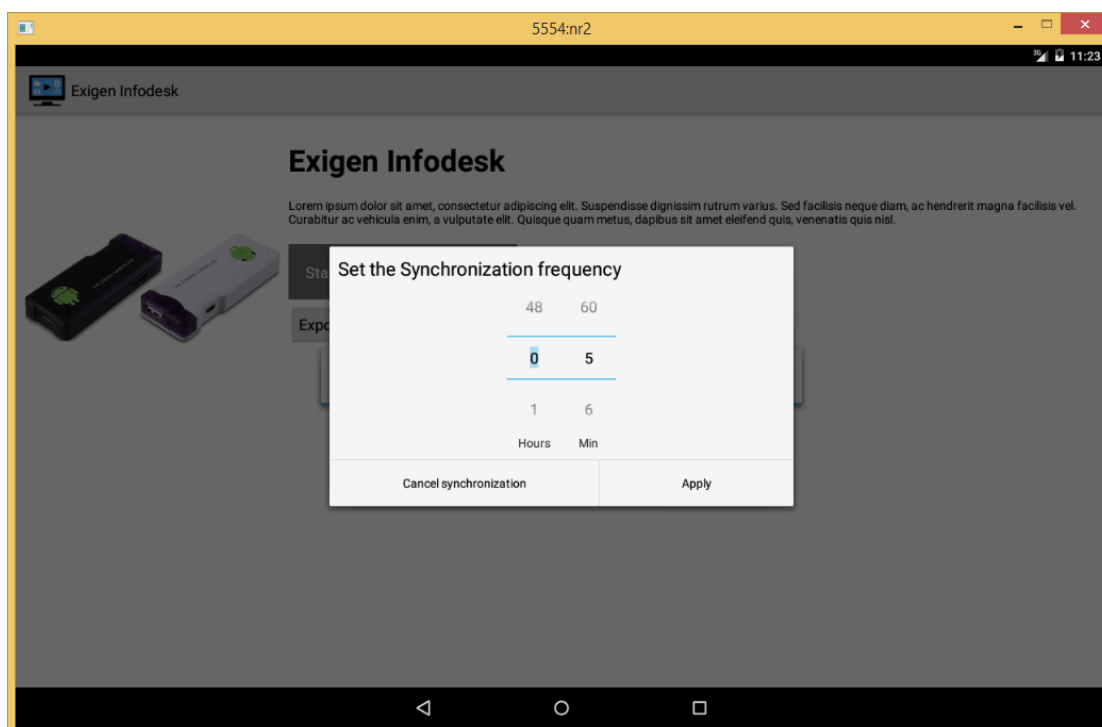 5554:nr2
3G 11:23
Exigen Infodesk
Exigen Infodesk
Lorem ipsum dolor sit amet, consectetur adipiscing elit. Suspendisse dignissim rutrum varius. Sed facilisis neque diam, ac hendrerit magna facilisis vel.
Curabitur ac vehicula enim, a vulputate elit. Quisque quam metus, dapibus sit amet eleifend quis, venenatis quis nisl.
Sta
Expo
Set the Synchronization frequency
48 60
0 5
1 6
Hours Min
Cancel synchronization Apply